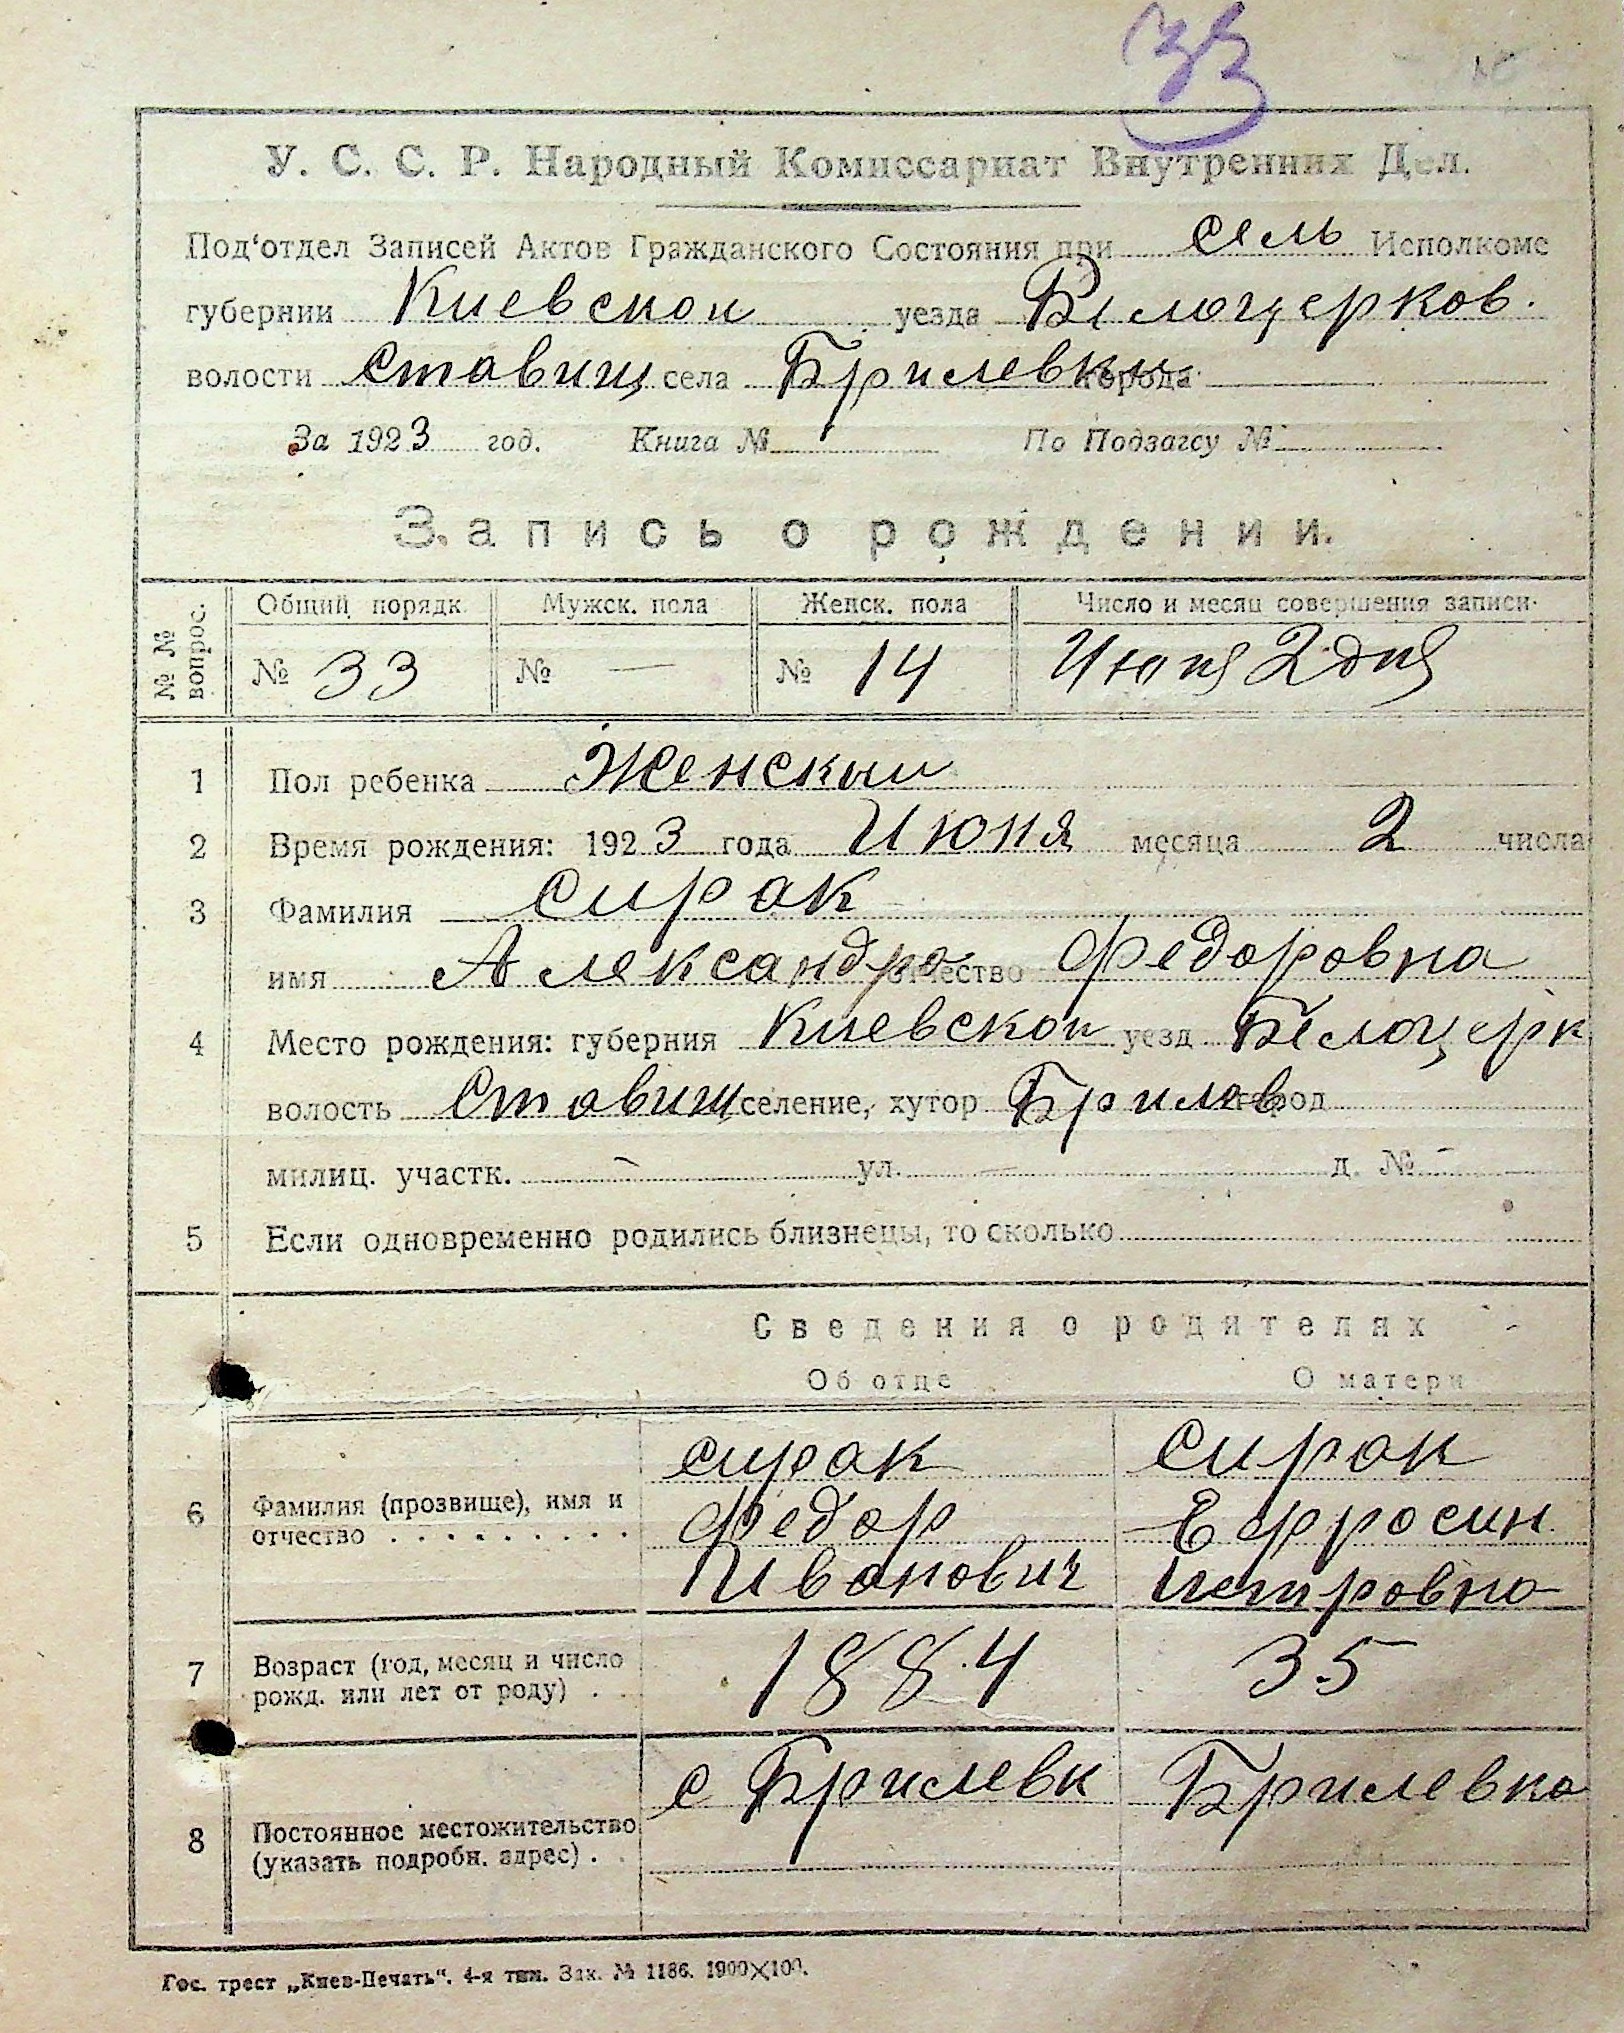 33
У. С. С. Р. Народный Комиссариат Внутренних Дел.
Под'отдел Записей Актов Гражданского Состояния при сель Исполкоме
губернии Киевской уезда Билоцерков.
волости Ставищ села Брилевки города
За 1923 год. Книга № По Подзагсу №
Запись о рождении.
№ № вопрос. Общий порядк. Мужск. пола Женск. пола Число и месяц совершения записи
№ 33 № — № 14 Июня 2 дня
1 Пол ребенка Женский
2 Время рождения: 1923 года Июня месяца 2 числа
3 Фамилия Сирак
имя Александра отчество Федоровна
4 Место рождения: губерния Киевской уезд Белоцерк
волость Ставищ селение, хутор Брилев город
милиц. участк. — ул. — д. № —
5 Если одновременно родились близнецы, то сколько
Сведения о родителях
Об отце О матери
Сирак Сирак
6 Фамилия (прозвище), имя и отчество . . . . . . . . . Федор Ефросин
Иванович Петровна
7 Возраст (год, месяц и число рожд. или лет от роду) . . 1884 35
с Брилевк Брилевка
8 Постоянное местожительство (указать подробн. адрес) . .
Гос. трест „Киев-Печать“. 4-я тип. Зак. № 1186. 1900×100.